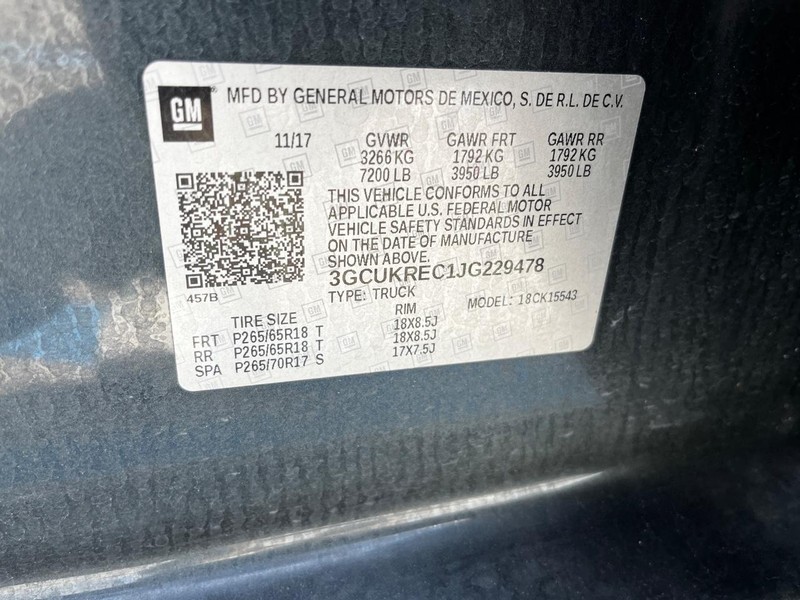 GM
MFD BY GENERAL MOTORS DE MEXICO, S. DE R.L. DE C.V.
11/17 GVWR GAWR FRT GAWR RR
3266 KG 1792 KG 1792 KG
7200 LB 3950 LB 3950 LB
THIS VEHICLE CONFORMS TO ALL
APPLICABLE U.S. FEDERAL MOTOR
VEHICLE SAFETY STANDARDS IN EFFECT
ON THE DATE OF MANUFACTURE
SHOWN ABOVE.
3GCUKREC1JG229478
457B TYPE: TRUCK MODEL: 18CK15543
TIRE SIZE RIM
FRT P265/65R18 T 18X8.5J
RR P265/65R18 T 18X8.5J
SPA P265/70R17 S 17X7.5J